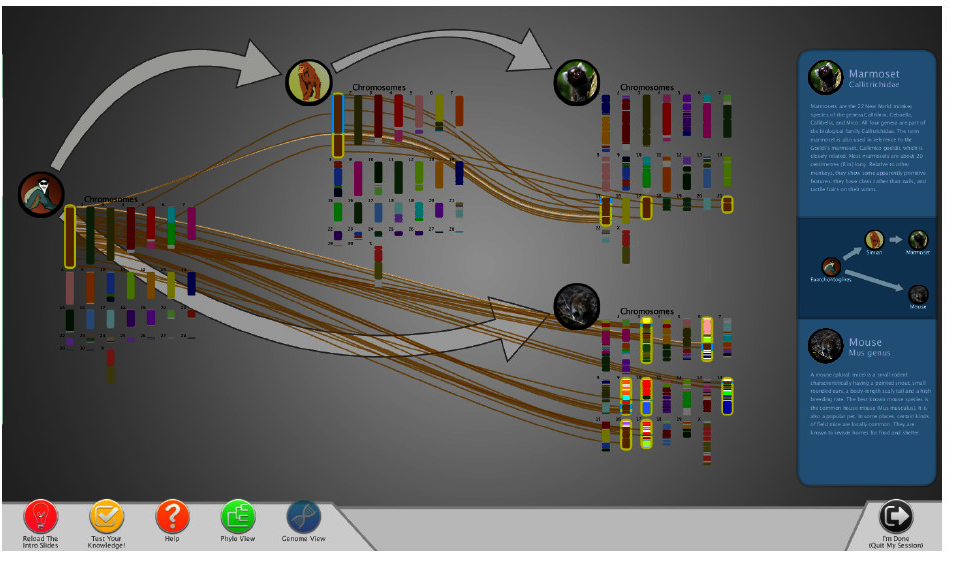 Chromosomes
Chromosomes
Chromosomes
Chromosomes
Marmoset
Callitrichidae
Marmosets are the 22 New World monkey
species of the genera Callithrix, Cebuella,
Callibella, and Mico. All four genera are part of
the biological family Callitrichidae. The term
marmoset is also used in reference to the
Goeldi's marmoset, Callimico goeldii, which is
closely related. Most marmosets are about 20
centimetres (8 in) long. Relative to other
monkeys, they show some apparently primitive
features: they have claws rather than nails, and
tactile hairs on their wrists.
Simian
Marmoset
Euarchontoglires
Mouse
Mouse
Mus genus
A mouse (plural: mice) is a small rodent
characteristically having a pointed snout, small
rounded ears, a body-length scaly tail and a high
breeding rate. The best known mouse species is
the common house mouse (Mus musculus). It is
also a popular pet. In some places, certain kinds
of field mice are locally common. They are
known to invade homes for food and shelter.
Reload The
Intro Slides
Test Your
Knowledge!
Help
Phylo View
Genome View
I'm Done
(Quit My Session)